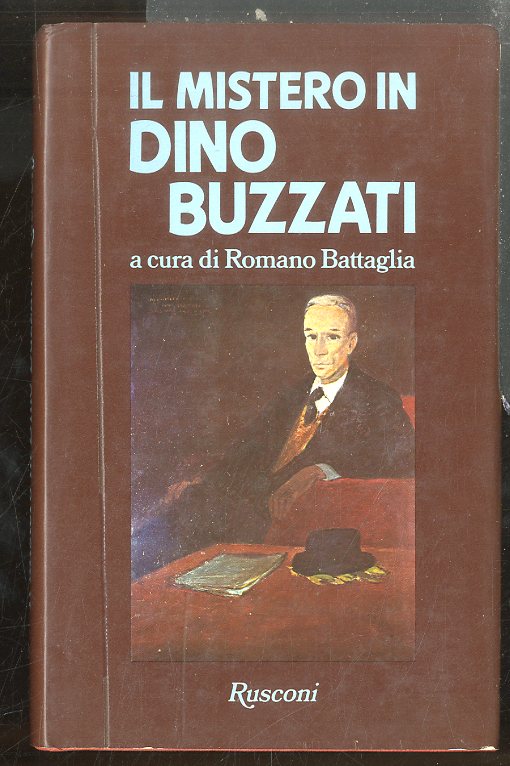 IL MISTERO IN
DINO
BUZZATI
a cura di Romano Battaglia
Rusconi